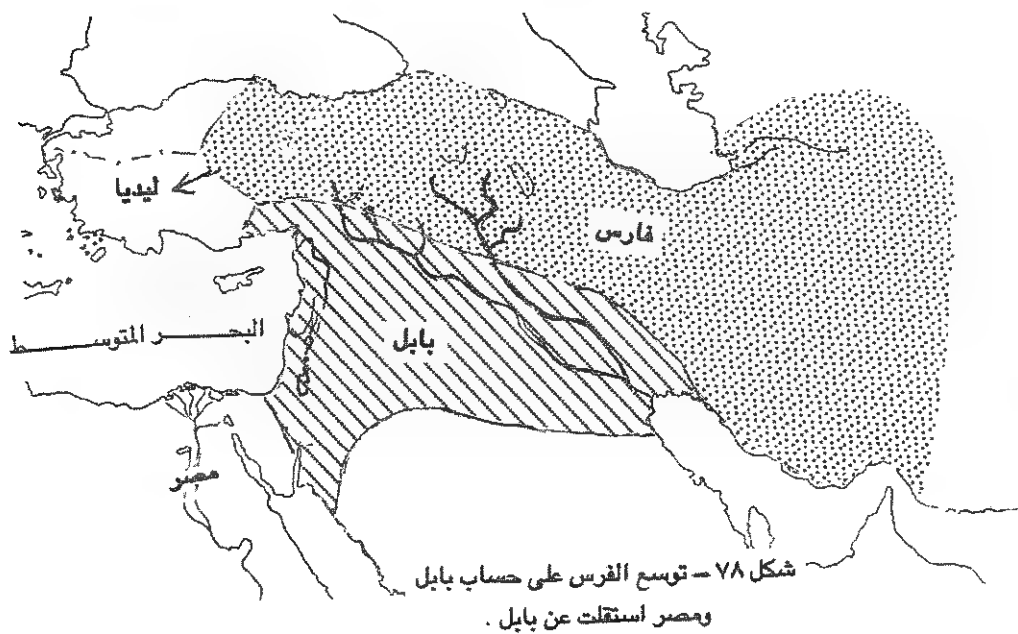 ليديا
فارس
البحر المتوسط
بابل
مصر
شكل ٧٨ – توسع الفرس على حساب بابل
ومصر استقلت عن بابل .